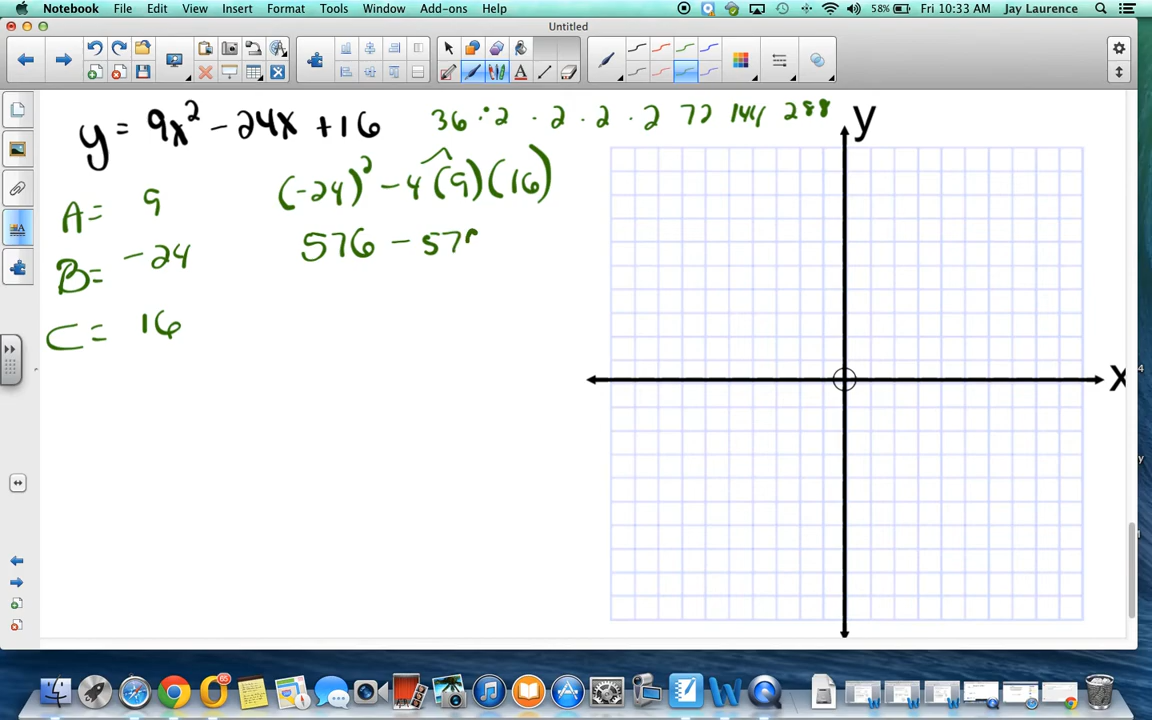 Notebook File Edit View Insert Format Tools Window Add-ons Help 58% Fri 10:33 AM Jay Laurence
Untitled
y = 9x² - 24x + 16
36 · 2 · 2 · 2 · 2 72 144 288
y
A = 9
(-24)² - 4(9)(16)
B = -24
576 - 57
C = 16
x
65